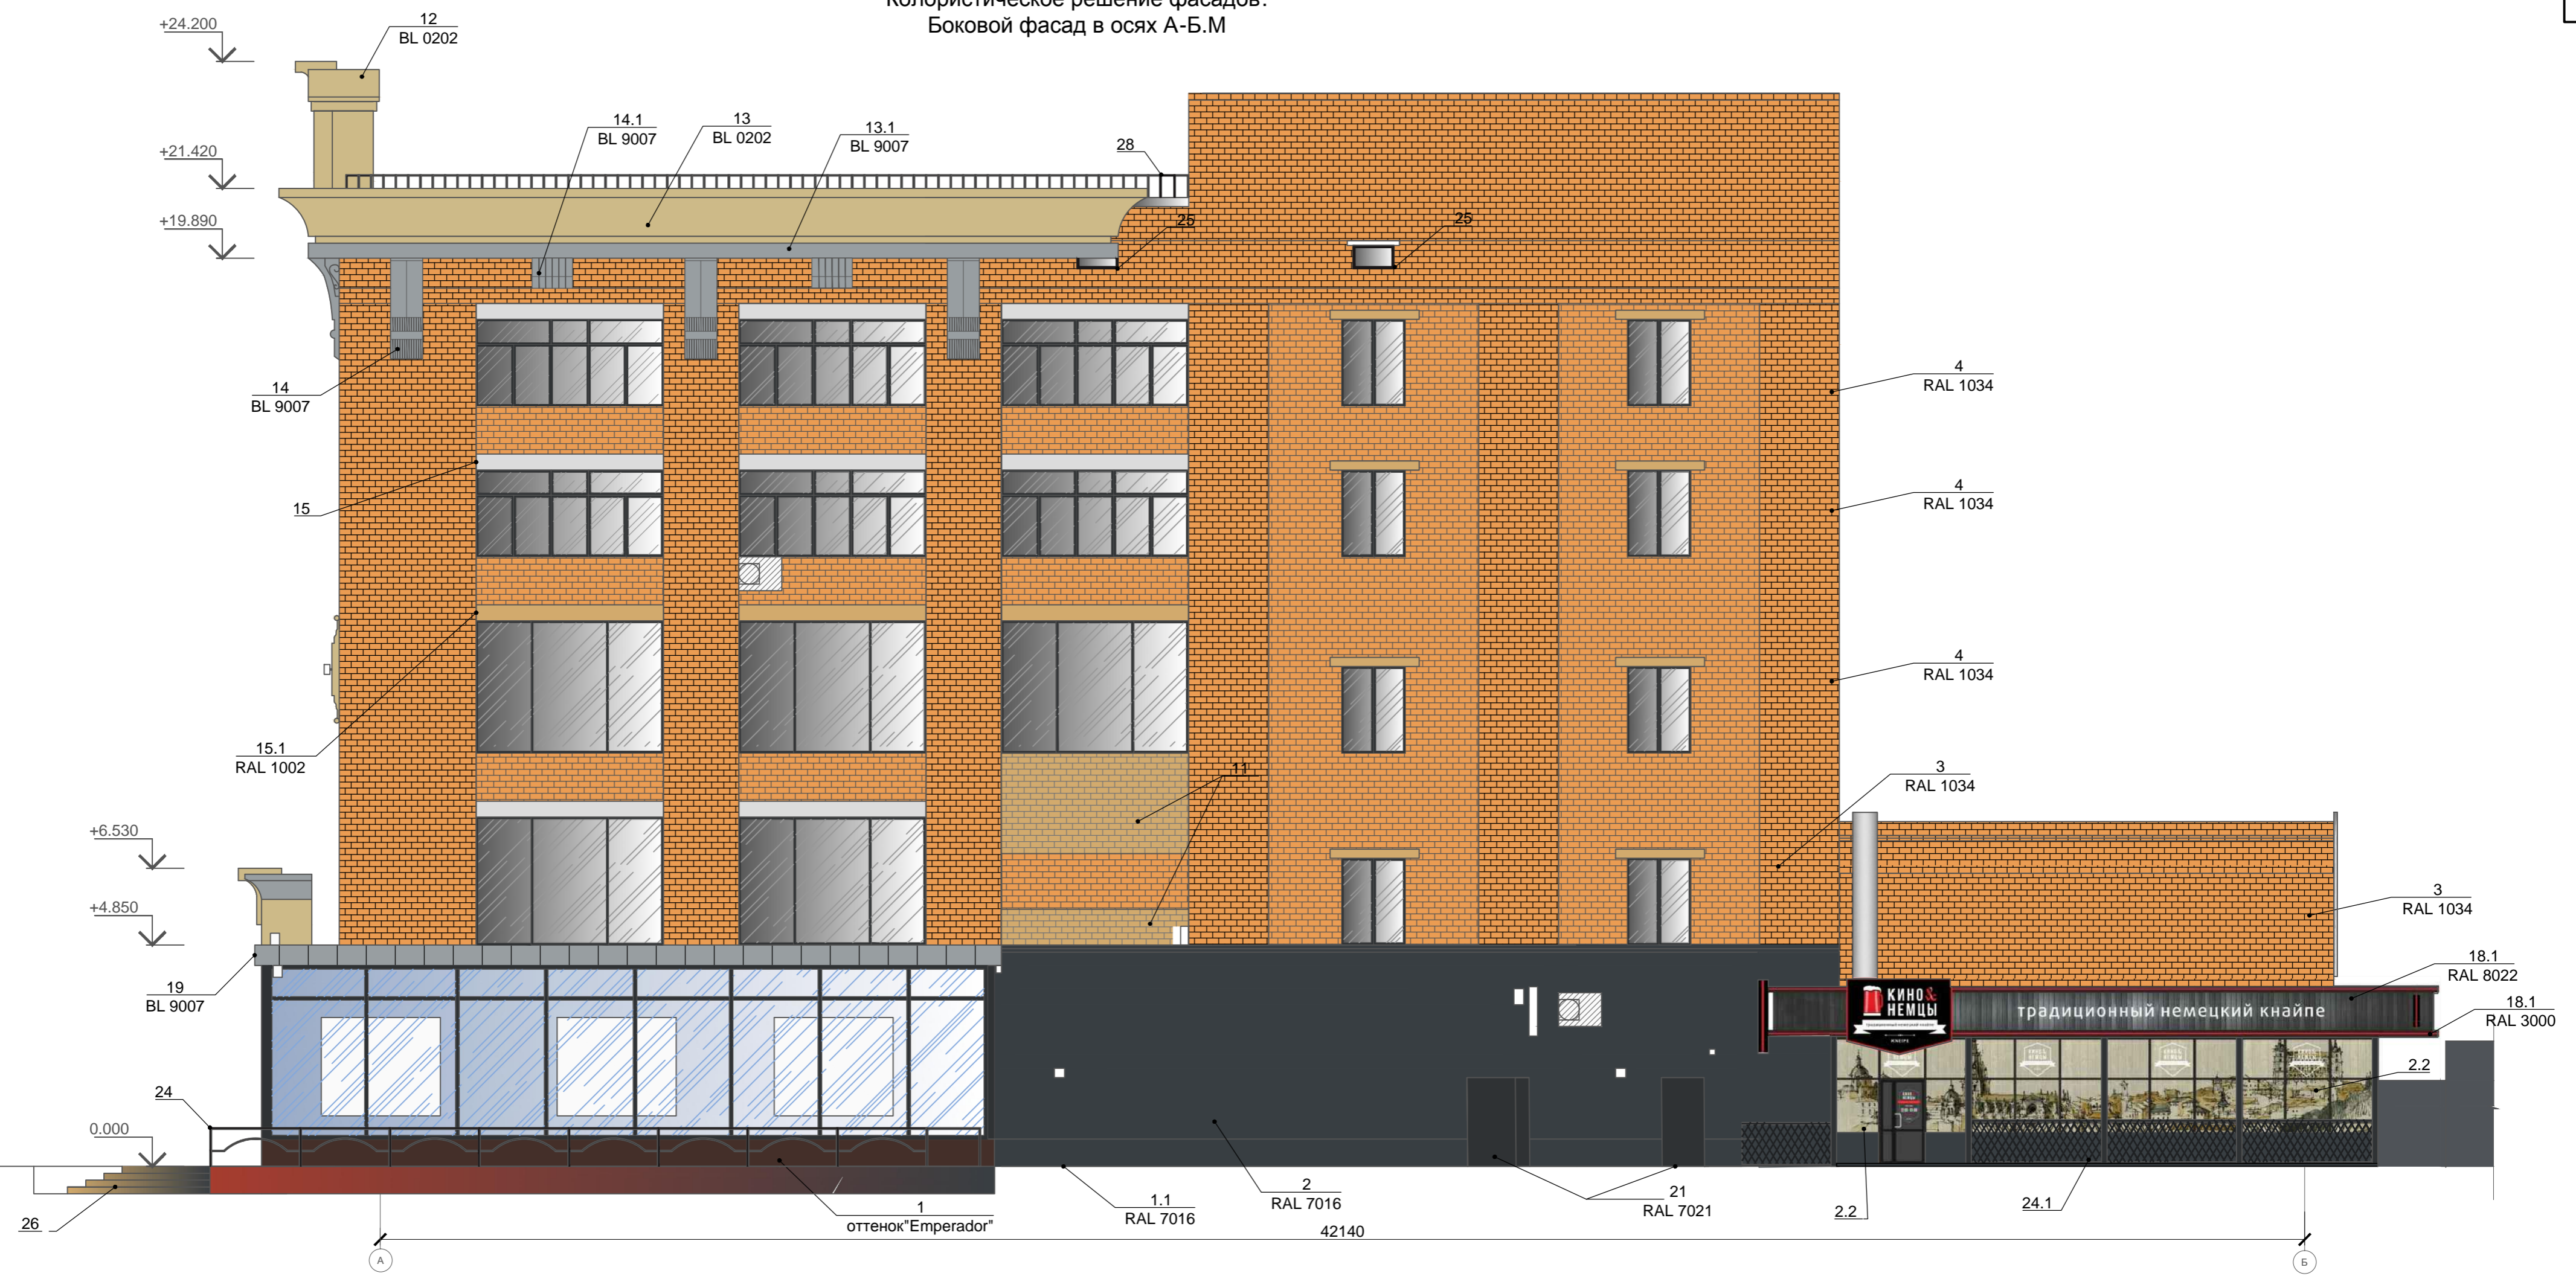 Колористическое решение фасадов.
Боковой фасад в осях А-Б.М
+24.200
12
BL 0202
+21.420
14.1
BL 9007
13
BL 0202
13.1
BL 9007
28
+19.890
25
25
14
BL 9007
4
RAL 1034
15
4
RAL 1034
4
RAL 1034
15.1
RAL 1002
11
3
RAL 1034
+6.530
+4.850
3
RAL 1034
19
BL 9007
18.1
RAL 8022
18.1
RAL 3000
КИНО&
НЕМЦЫ
традиционный немецкий кнайпе
KNEIPE
традиционный немецкий кнайпе
2.2
24
0.000
26
1
оттенок"Emperador"
1.1
RAL 7016
2
RAL 7016
21
RAL 7021
2.2
24.1
42140
А
Б